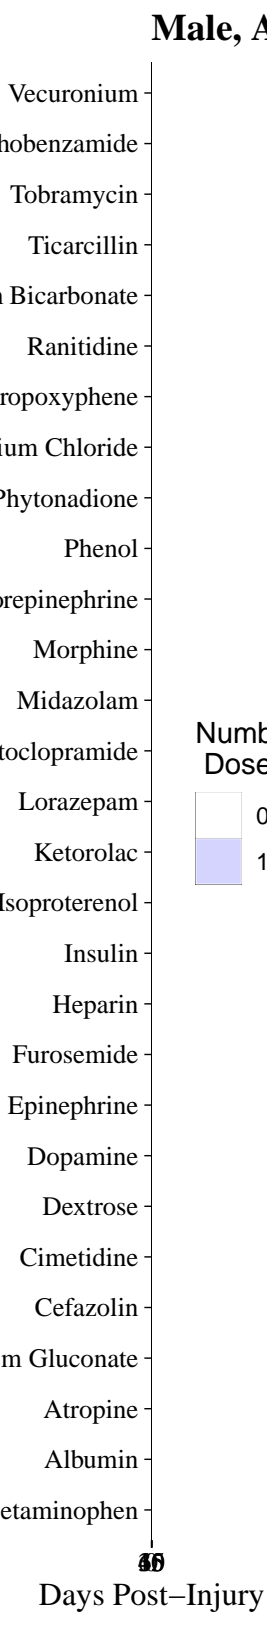 Male, A
Vecuronium
hobenzamide
Tobramycin
Ticarcillin
n Bicarbonate
Ranitidine
ropoxyphene
ium Chloride
Phytonadione
Phenol
orepinephrine
Morphine
Midazolam
Numb
toclopramide
Dose
Lorazepam
0
Ketorolac
1
Isoproterenol
Insulin
Heparin
Furosemide
Epinephrine
Dopamine
Dextrose
Cimetidine
Cefazolin
m Gluconate
Atropine
Albumin
etaminophen
Days Post−Injury